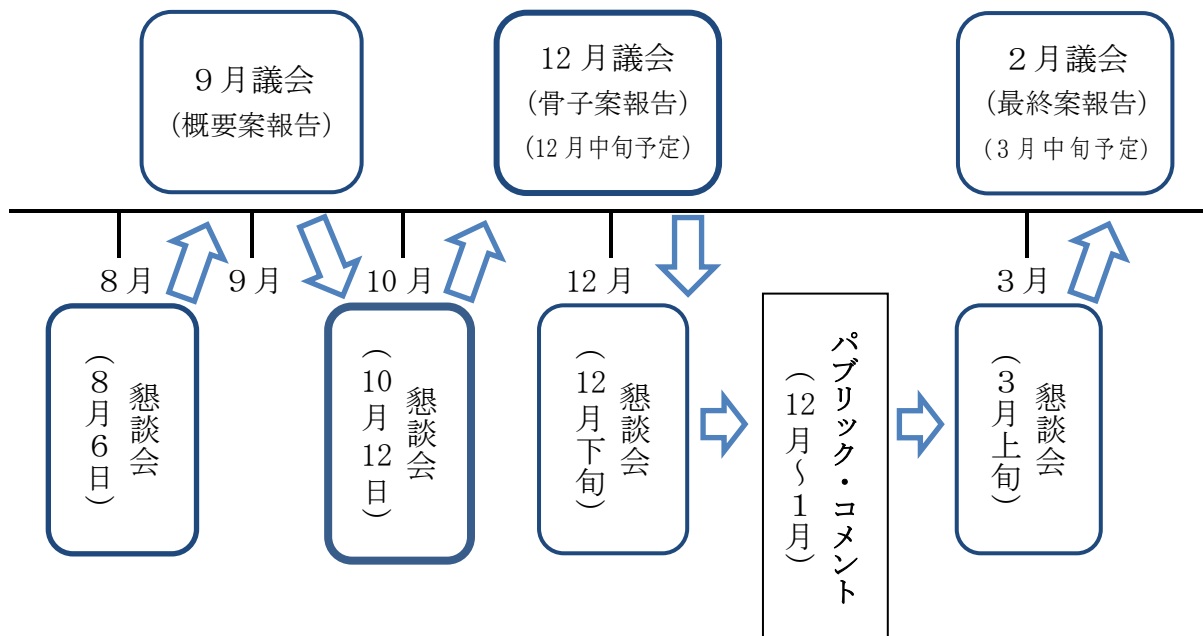 ９月議会
(概要案報告)
12月議会
(骨子案報告)
(12月中旬予定)
２月議会
(最終案報告)
(３月中旬予定)
８月
９月
10月
12月
３月
懇談会
（８月６日）
懇談会
（10月12日）
懇談会
（12月下旬）
パブリック・コメント
（12月～１月）
懇談会
（３月上旬）